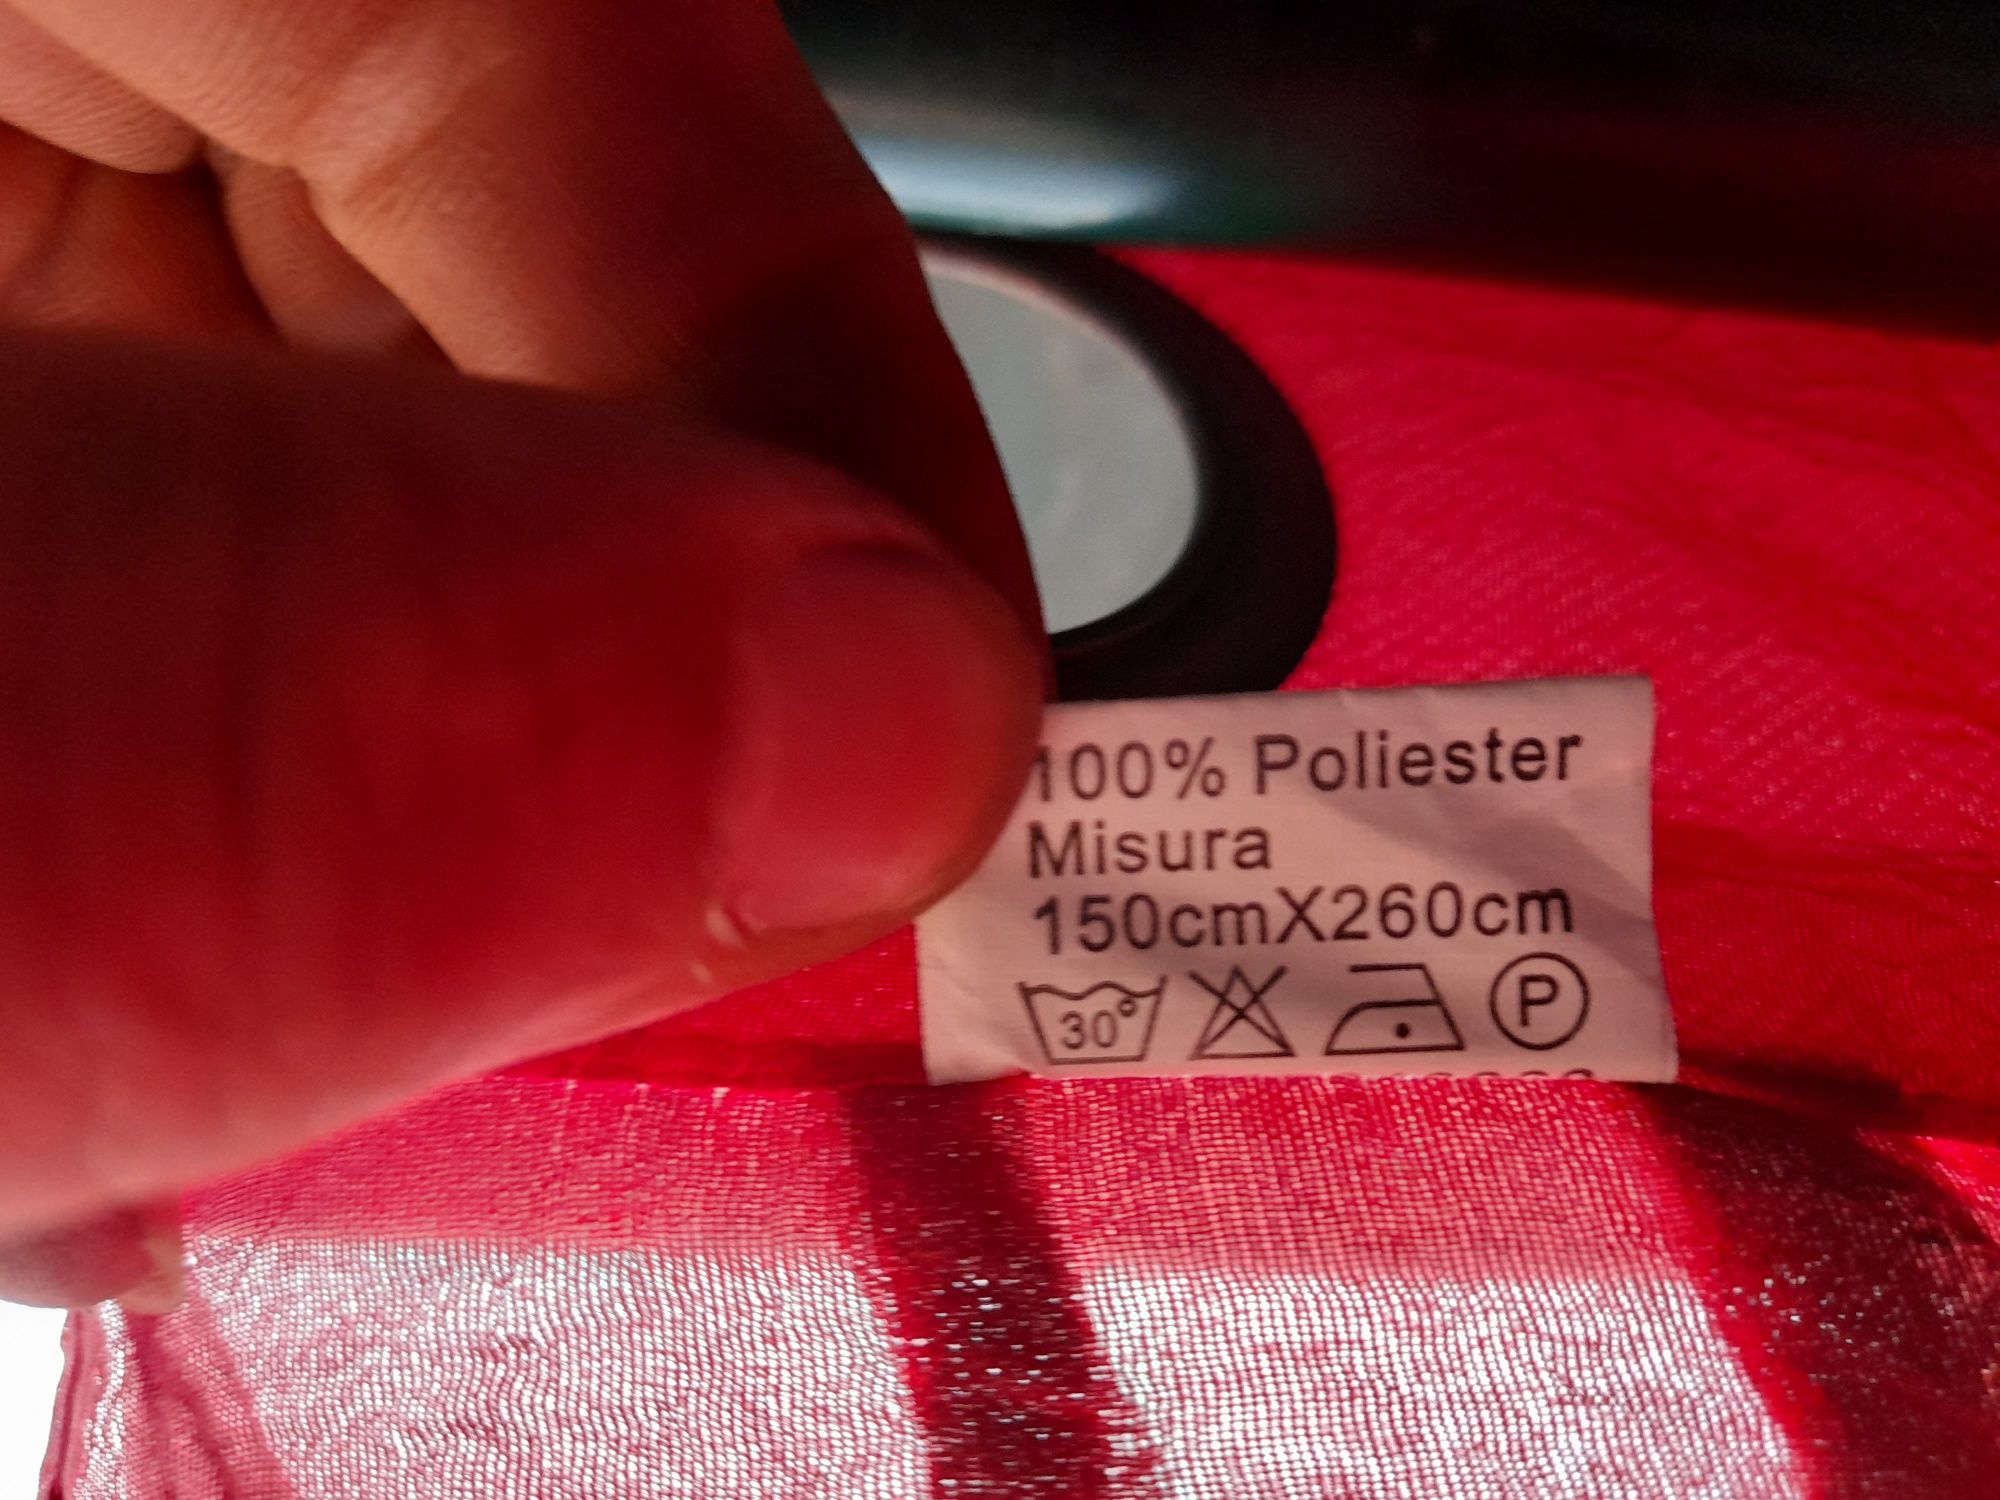 100% Poliester
Misura
150cmX260cm
30° P